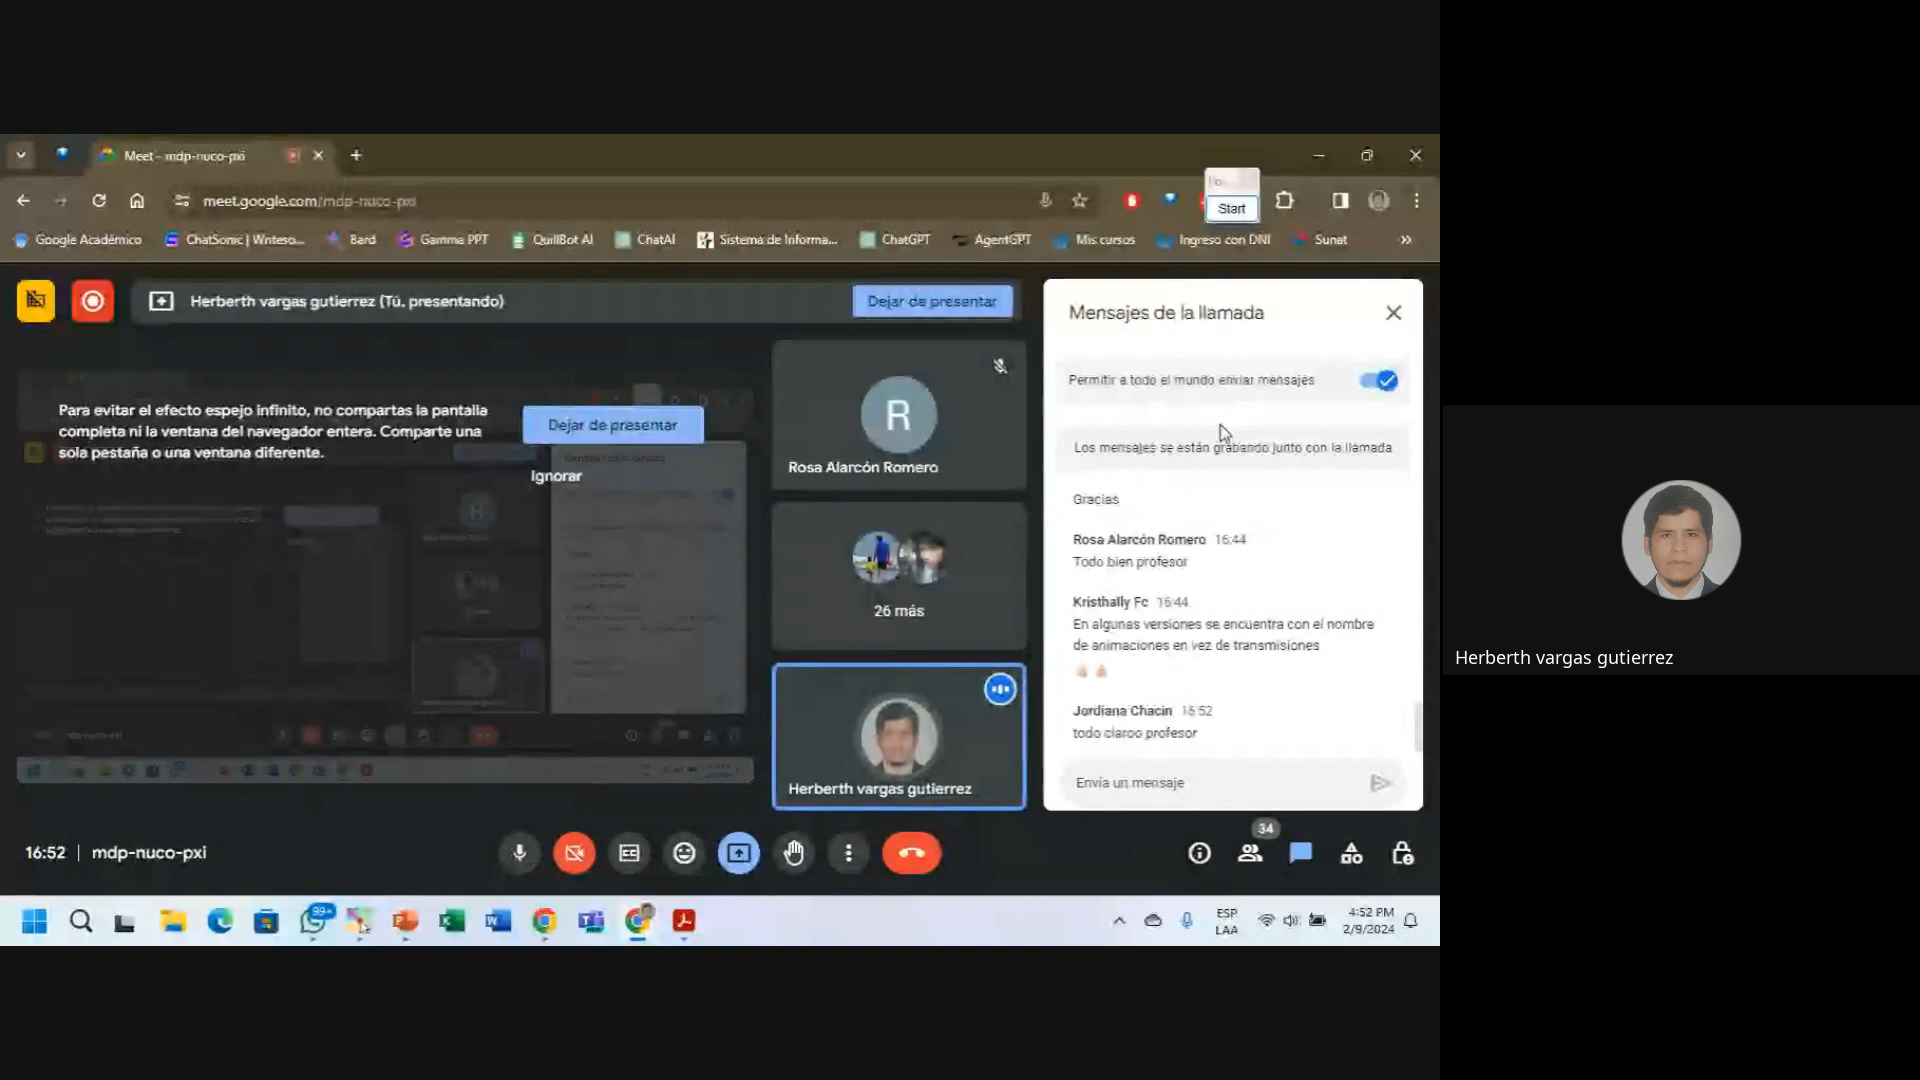 Meet - mdp-nuco-pxi
meet.google.com/mdp-nuco-pxi
Start
Google Académico
ChatSonic | Writeso...
Bard
Gamma PPT
QuillBot AI
ChatAI
Sistema de Informa...
ChatGPT
AgentGPT
Mis cursos
Ingreso con DNI
Sunat
»
Herberth vargas gutierrez (Tú, presentando)
Dejar de presentar
Para evitar el efecto espejo infinito, no compartas la pantalla
completa ni la ventana del navegador entera. Comparte una
sola pestaña o una ventana diferente.
Dejar de presentar
Ignorar
R
Rosa Alarcón Romero
26 más
Herberth vargas gutierrez
Mensajes de la llamada
Permitir a todo el mundo enviar mensajes
Los mensajes se están grabando junto con la llamada
Gracias
Rosa Alarcón Romero 16:44
Todo bien profesor
Kristhally Fc 16:44
En algunas versiones se encuentra con el nombre
de animaciones en vez de transmisiones
Jordiana Chacin 16:52
todo claroo profesor
Envía un mensaje
16:52 | mdp-nuco-pxi
34
99+
ESP
LAA
4:52 PM
2/9/2024
Herberth vargas gutierrez